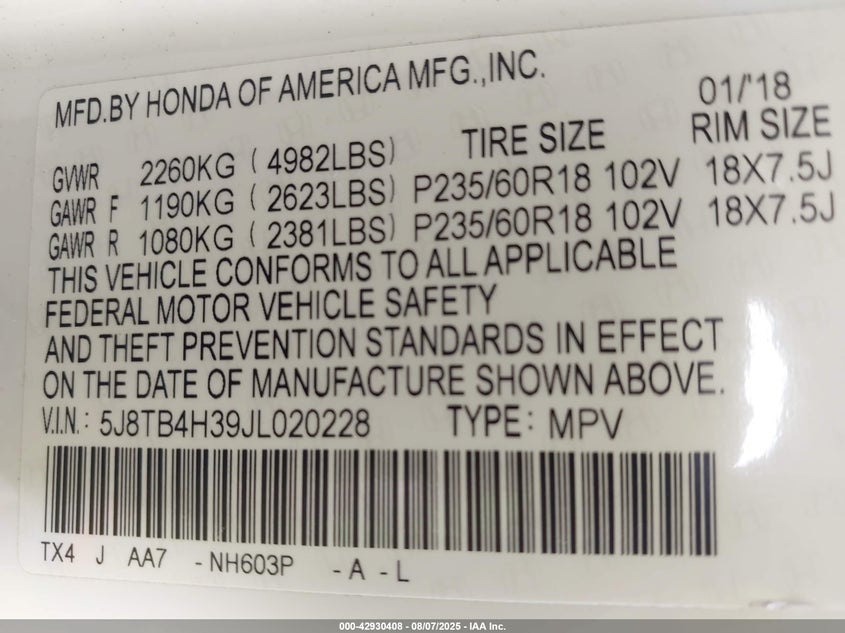 MFD.BY HONDA OF AMERICA MFG.,INC.
01/'18
TIRE SIZE RIM SIZE
GVWR 2260KG ( 4982LBS)
GAWR F 1190KG ( 2623LBS) P235/60R18 102V 18X7.5J
GAWR R 1080KG ( 2381LBS) P235/60R18 102V 18X7.5J
THIS VEHICLE CONFORMS TO ALL APPLICABLE
FEDERAL MOTOR VEHICLE SAFETY
AND THEFT PREVENTION STANDARDS IN EFFECT
ON THE DATE OF MANUFACTURE SHOWN ABOVE.
V.I.N.: 5J8TB4H39JL020228 TYPE: MPV
TX4 J AA7 -NH603P -A -L
000-42930408 - 08/07/2025 - IAA Inc.